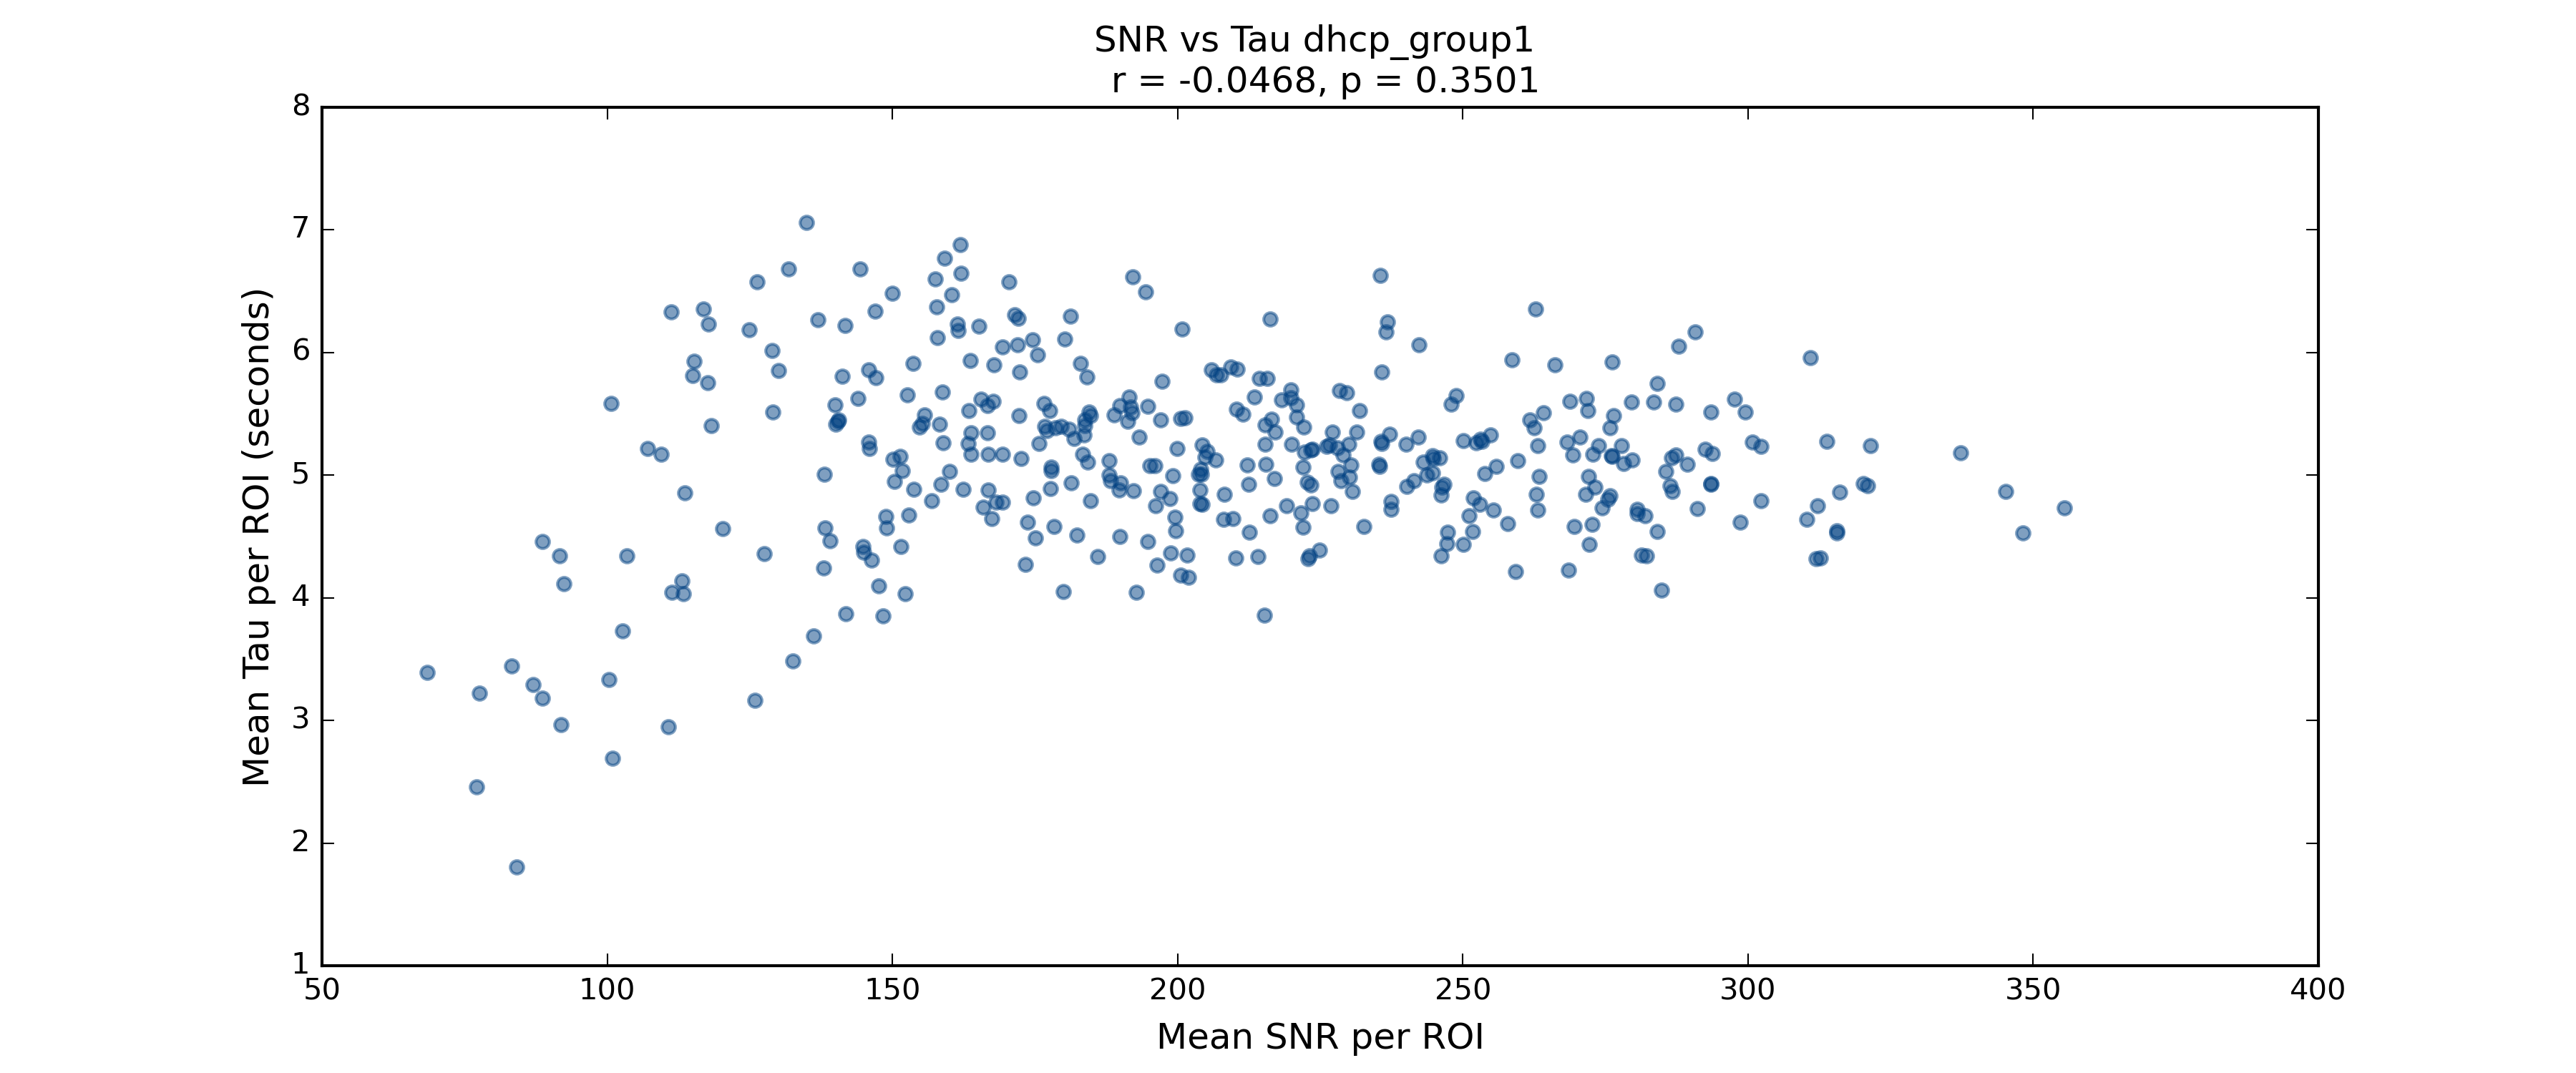 SNR vs Tau dhcp_group1
r = -0.0468, p = 0.3501
8
7
6
5
4
3
2
1
Mean Tau per ROI (seconds)
50 100 150 200 250 300 350 400
Mean SNR per ROI